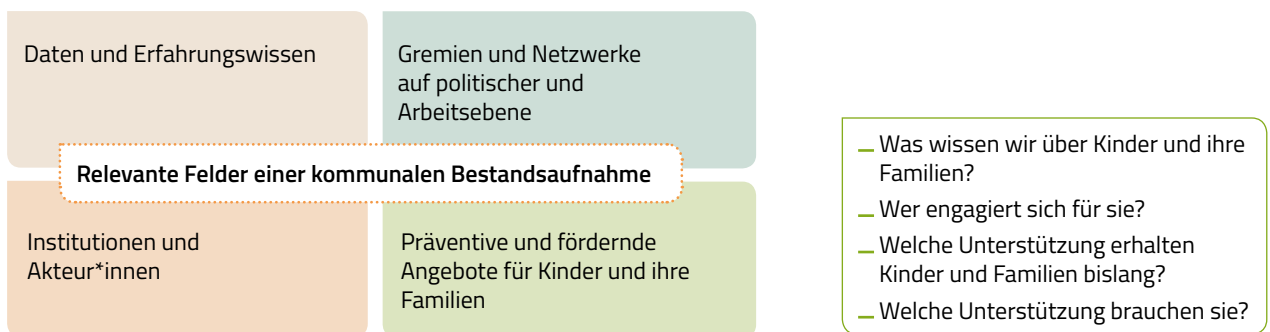 Daten und Erfahrungswissen
Gremien und Netzwerke
auf politischer und
Arbeitsebene
Relevante Felder einer kommunalen Bestandsaufnahme
Institutionen und
Akteur*innen
Präventive und fördernde
Angebote für Kinder und ihre
Familien
Was wissen wir über Kinder und ihre
Familien?
Wer engagiert sich für sie?
Welche Unterstützung erhalten
Kinder und Familien bislang?
Welche Unterstützung brauchen sie?